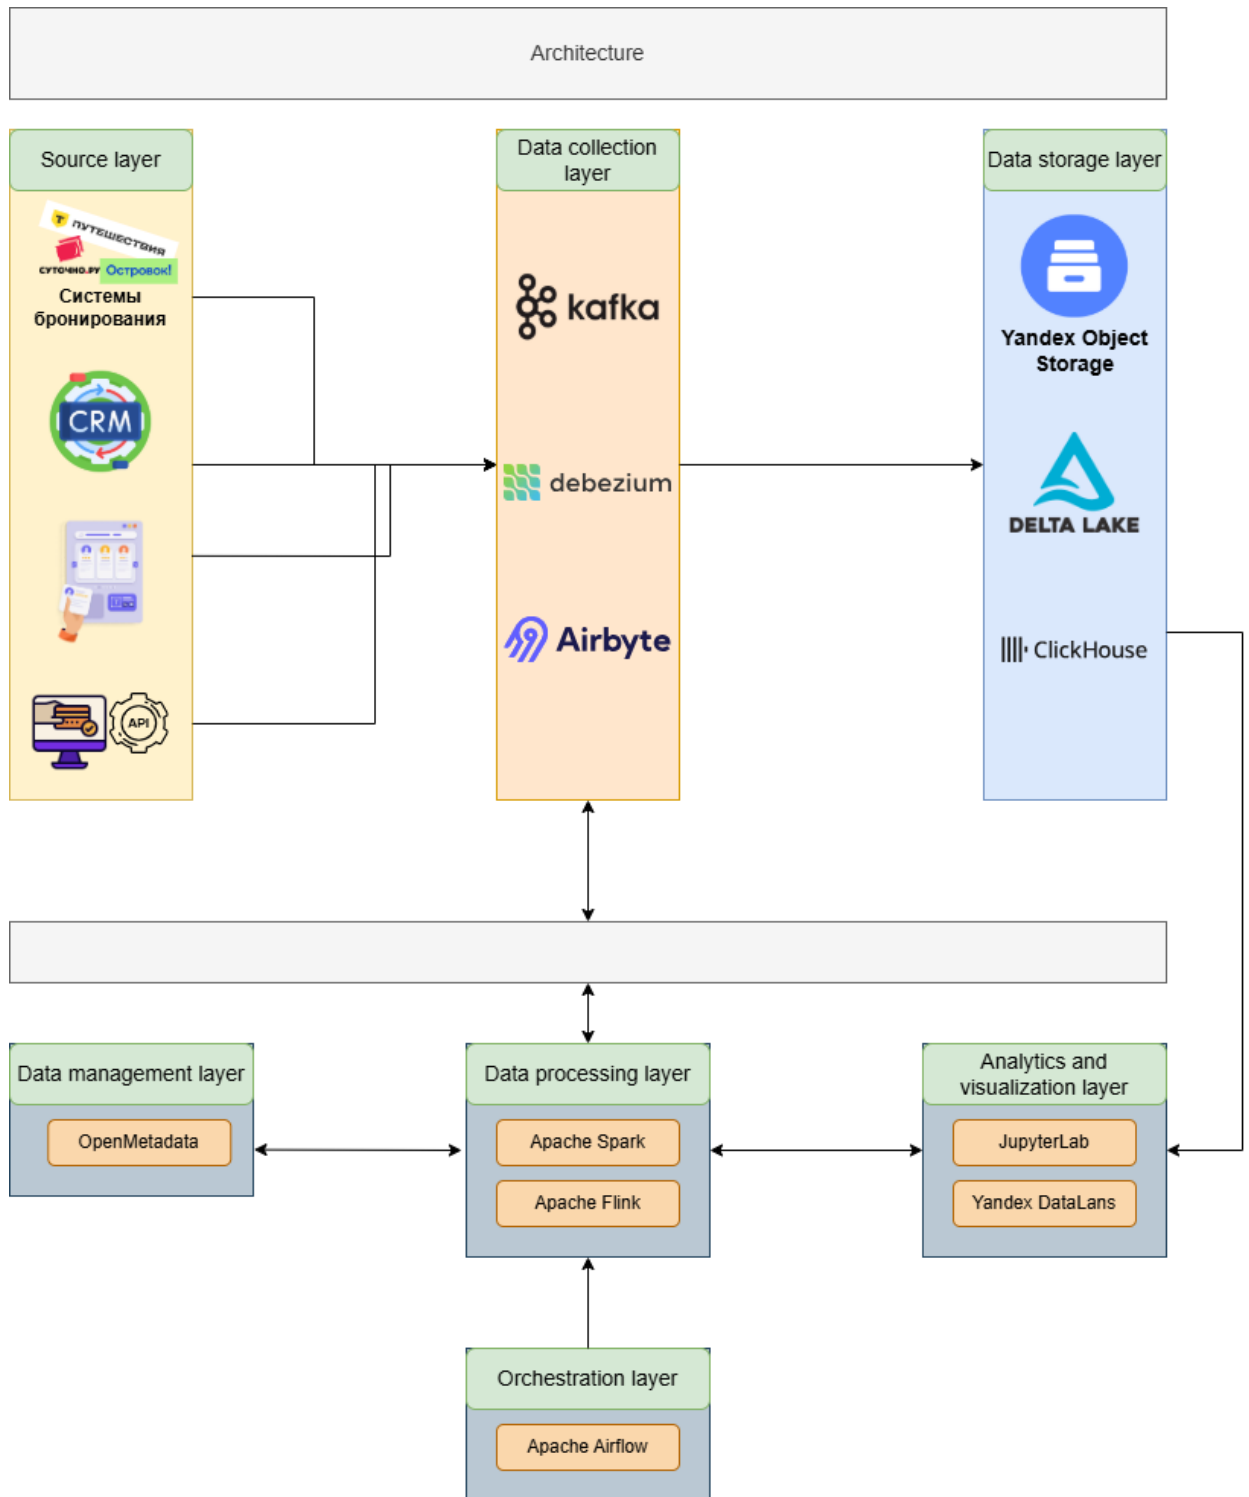 Architecture
Source layer
Т ПУТЕШЕСТВИЯ
СУТОЧНО.РУ
Островок!
Системы
бронирования
CRM
API
Data collection
layer
kafka
debezium
Airbyte
Data storage layer
Yandex Object
Storage
DELTA LAKE
ClickHouse
Data management layer
OpenMetadata
Data processing layer
Apache Spark
Apache Flink
Analytics and
visualization layer
JupyterLab
Yandex DataLans
Orchestration layer
Apache Airflow